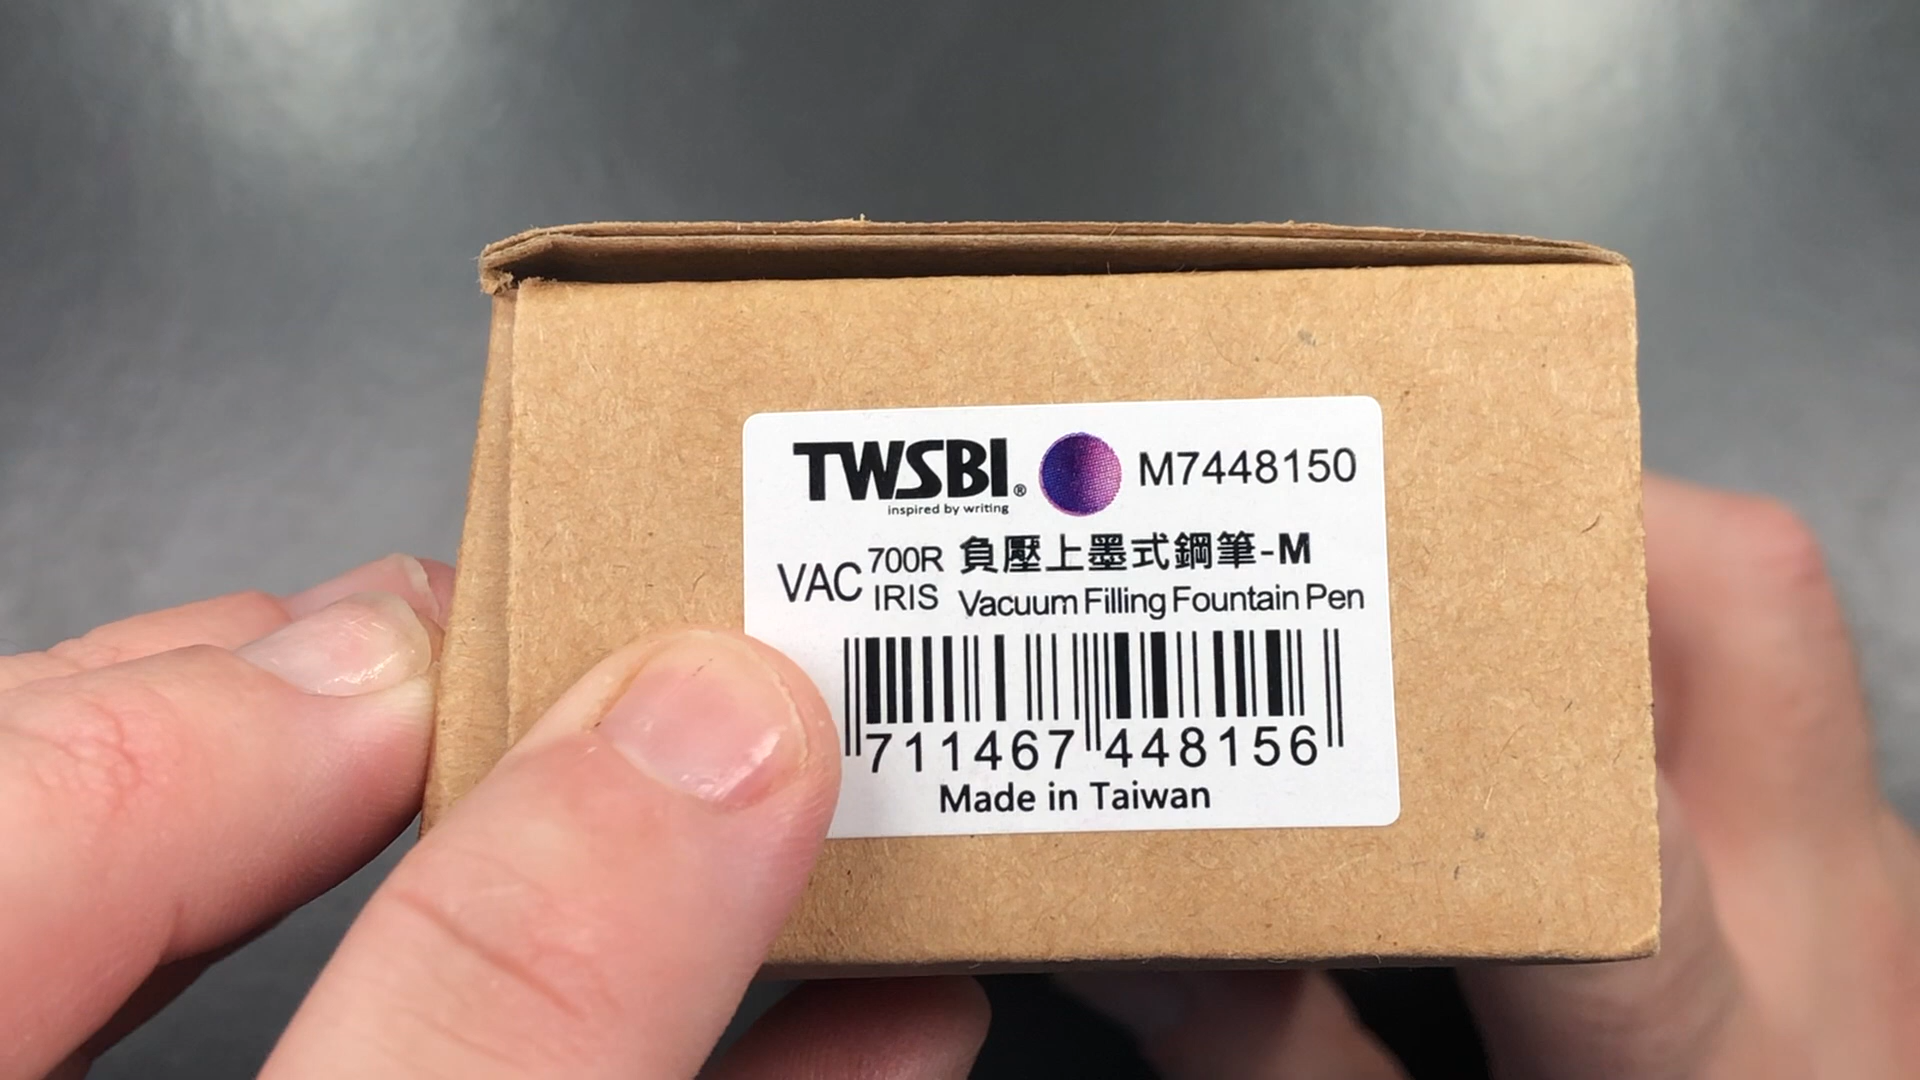 TWSBI® M7448150
inspired by writing
VAC 700R IRIS
負壓上墨式鋼筆-M
Vacuum Filling Fountain Pen
711467 448156
Made in Taiwan